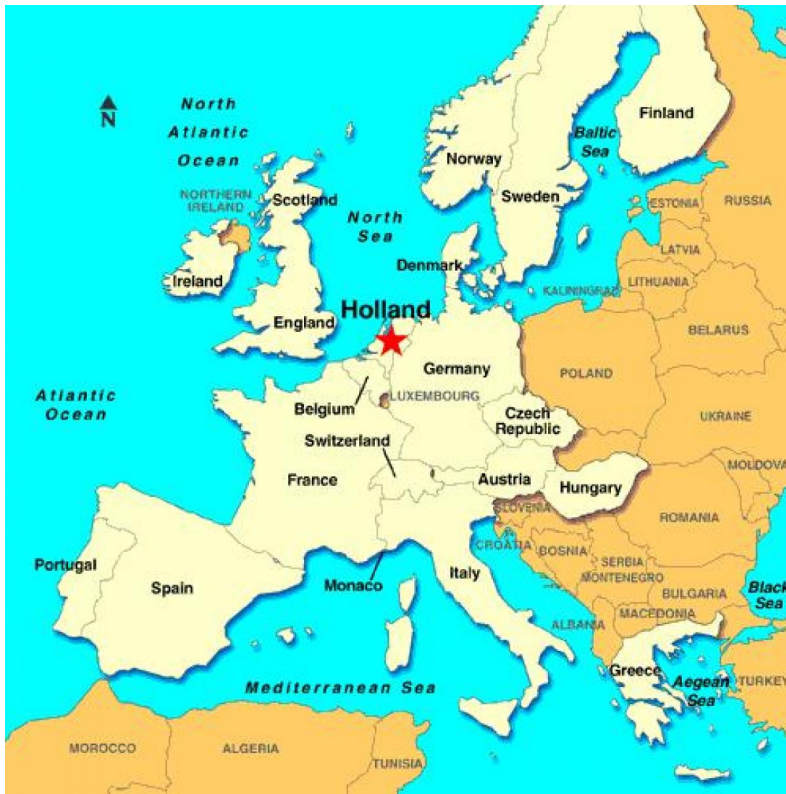 North
Atlantic
Ocean
N
NORTHERN
IRELAND
Scotland
North
Sea
Ireland
England
Norway
Sweden
Finland
Baltic
Sea
ESTONIA
RUSSIA
LATVIA
LITHUANIA
KALININGRAD
BELARUS
Denmark
Holland
Germany
POLAND
Atlantic
Ocean
Belgium
LUXEMBOURG
Czech
Republic
UKRAINE
Switzerland
France
Austria
Hungary
MOLDOVA
SLOVENIA
CROATIA
BOSNIA
ROMANIA
SERBIA
MONTENEGRO
Portugal
Spain
Monaco
Italy
BULGARIA
Black
Sea
MACEDONIA
ALBANIA
Greece
Aegean
Sea
TURKEY
Mediterranean Sea
MOROCCO
ALGERIA
TUNISIA